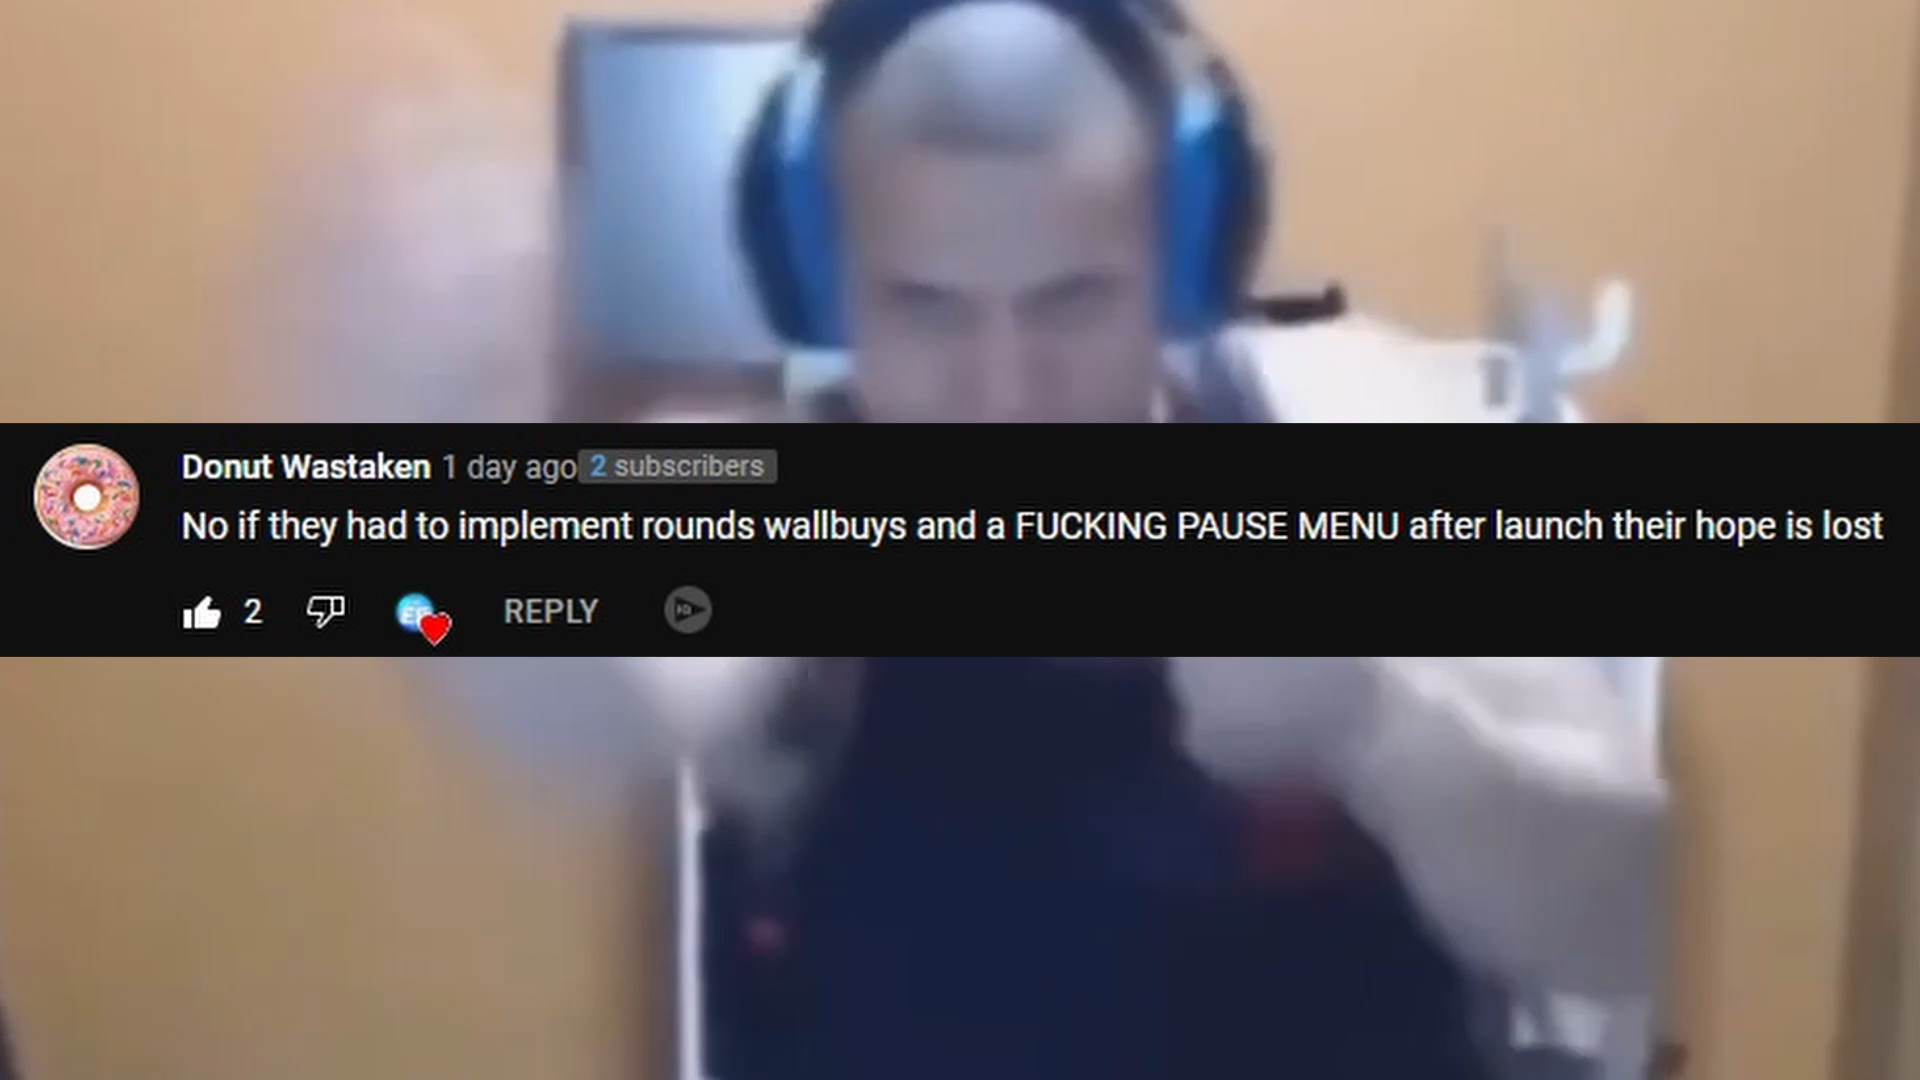 Donut Wastaken 1 day ago 2 subscribers
No if they had to implement rounds wallbuys and a FUCKING PAUSE MENU after launch their hope is lost
2 REPLY